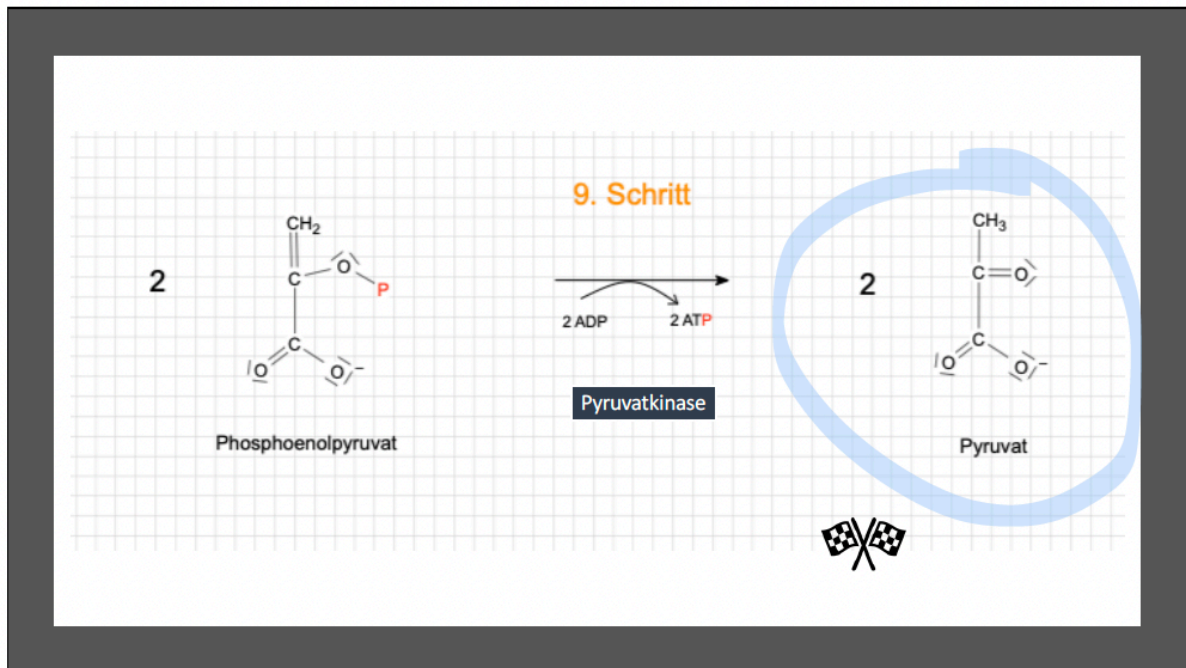 9. Schritt
2
CH₂
C
O
P
C
O
O⁻
Phosphoenolpyruvat
2 ADP
2 ATP
Pyruvatkinase
2
CH₃
C=O
C
O
O⁻
Pyruvat